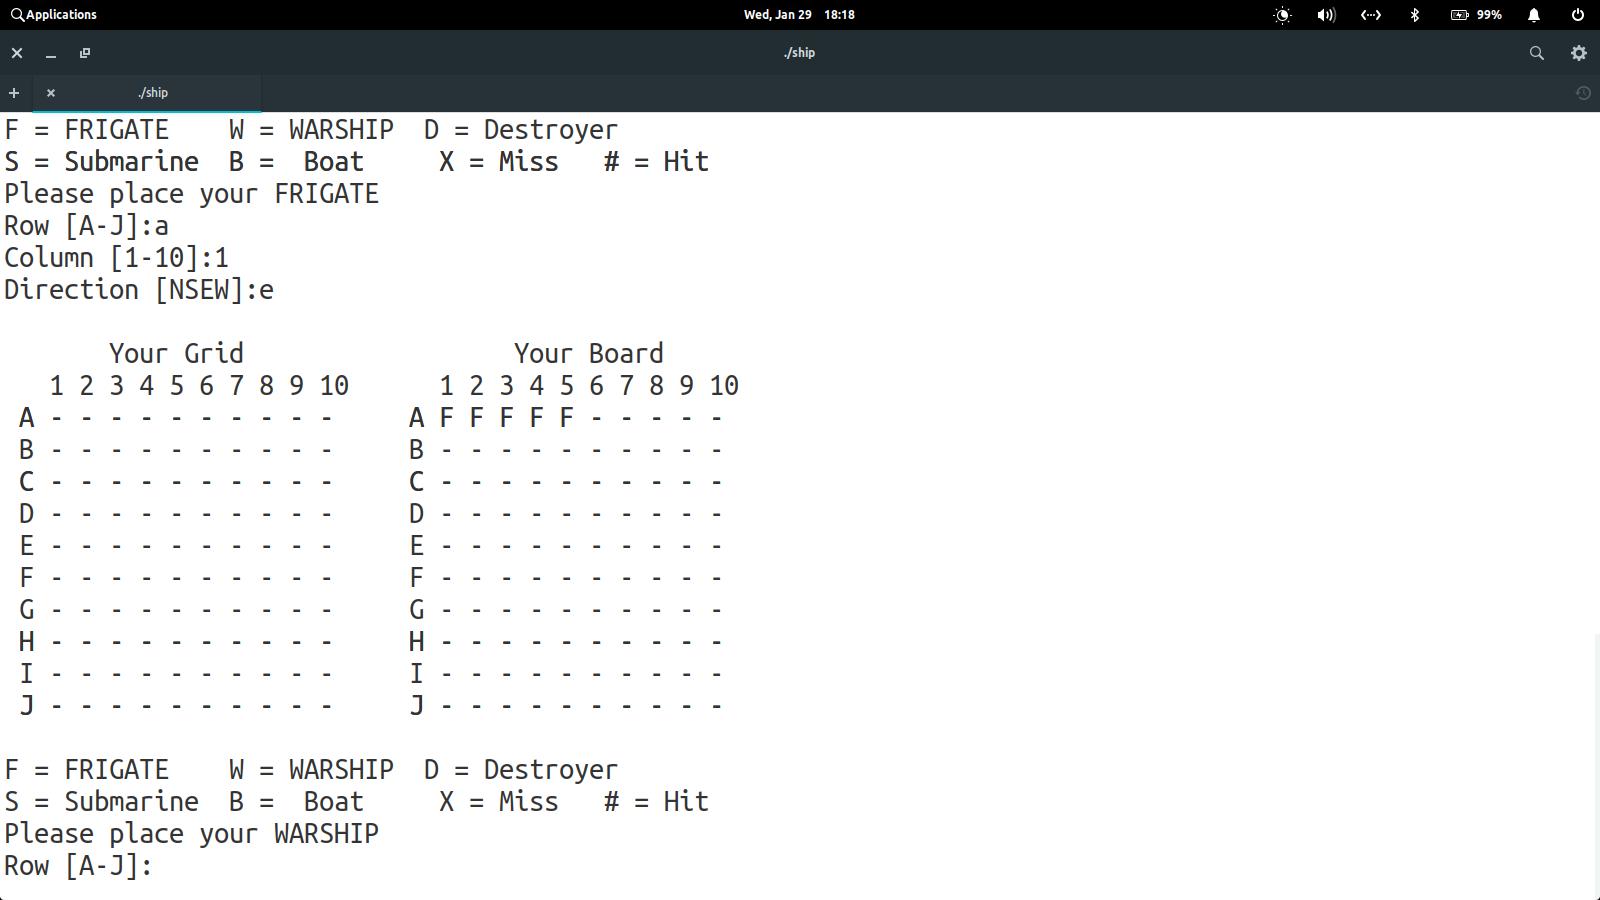 Applications Wed, Jan 29 18:18 99%
./ship
./ship
F = FRIGATE    W = WARSHIP  D = Destroyer
S = Submarine  B =  Boat     X = Miss   # = Hit
Please place your FRIGATE
Row [A-J]:a
Column [1-10]:1
Direction [NSEW]:e
       Your Grid                  Your Board
   1 2 3 4 5 6 7 8 9 10      1 2 3 4 5 6 7 8 9 10
 A - - - - - - - - - -     A F F F F F - - - - -
 B - - - - - - - - - -     B - - - - - - - - - -
 C - - - - - - - - - -     C - - - - - - - - - -
 D - - - - - - - - - -     D - - - - - - - - - -
 E - - - - - - - - - -     E - - - - - - - - - -
 F - - - - - - - - - -     F - - - - - - - - - -
 G - - - - - - - - - -     G - - - - - - - - - -
 H - - - - - - - - - -     H - - - - - - - - - -
 I - - - - - - - - - -     I - - - - - - - - - -
 J - - - - - - - - - -     J - - - - - - - - - -
F = FRIGATE    W = WARSHIP  D = Destroyer
S = Submarine  B =  Boat     X = Miss   # = Hit
Please place your WARSHIP
Row [A-J]: